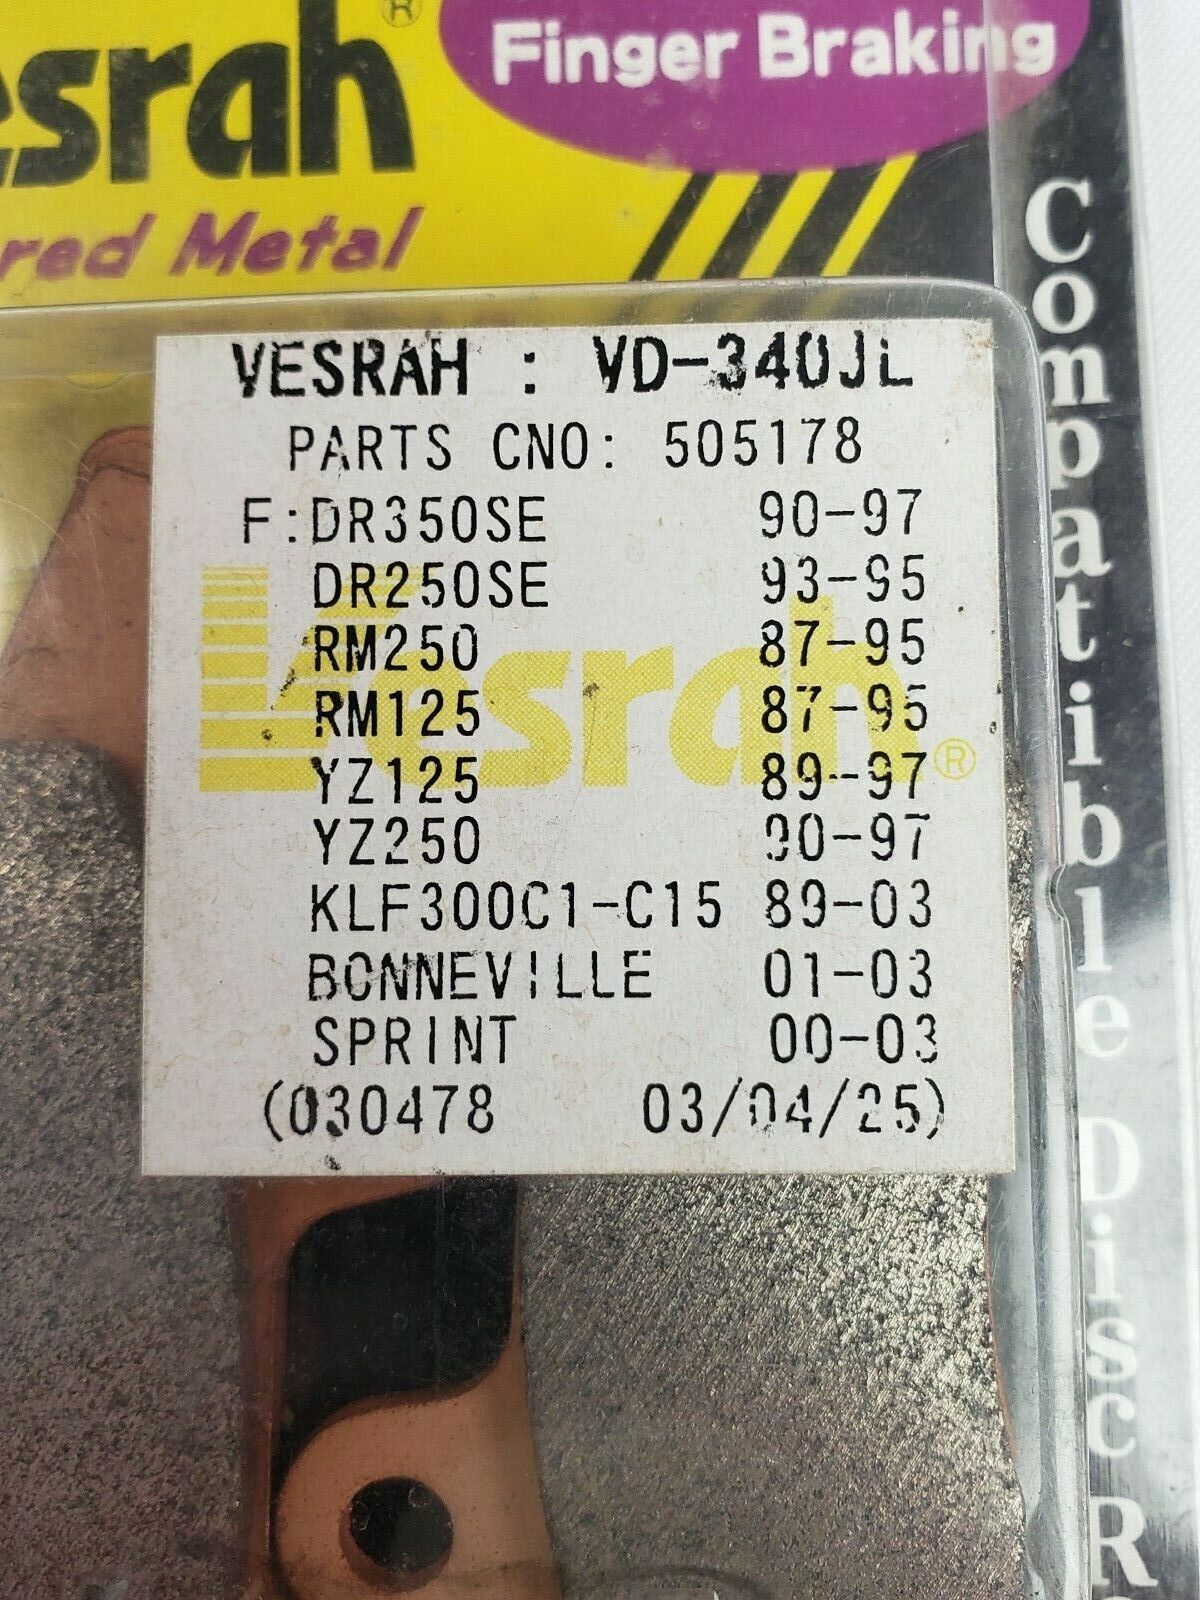 esrah®
Finger Braking
red Metal
VESRAH : VD-340JL
PARTS CNO: 505178
F:DR350SE 90-97
DR250SE 93-95
RM250 87-95
RM125 87-95
YZ125 89-97
YZ250 90-97
KLF300C1-C15 89-03
BONNEVILLE 01-03
SPRINT 00-03
(030478 03/04/25)
Vesrah®
Compatible Disc R